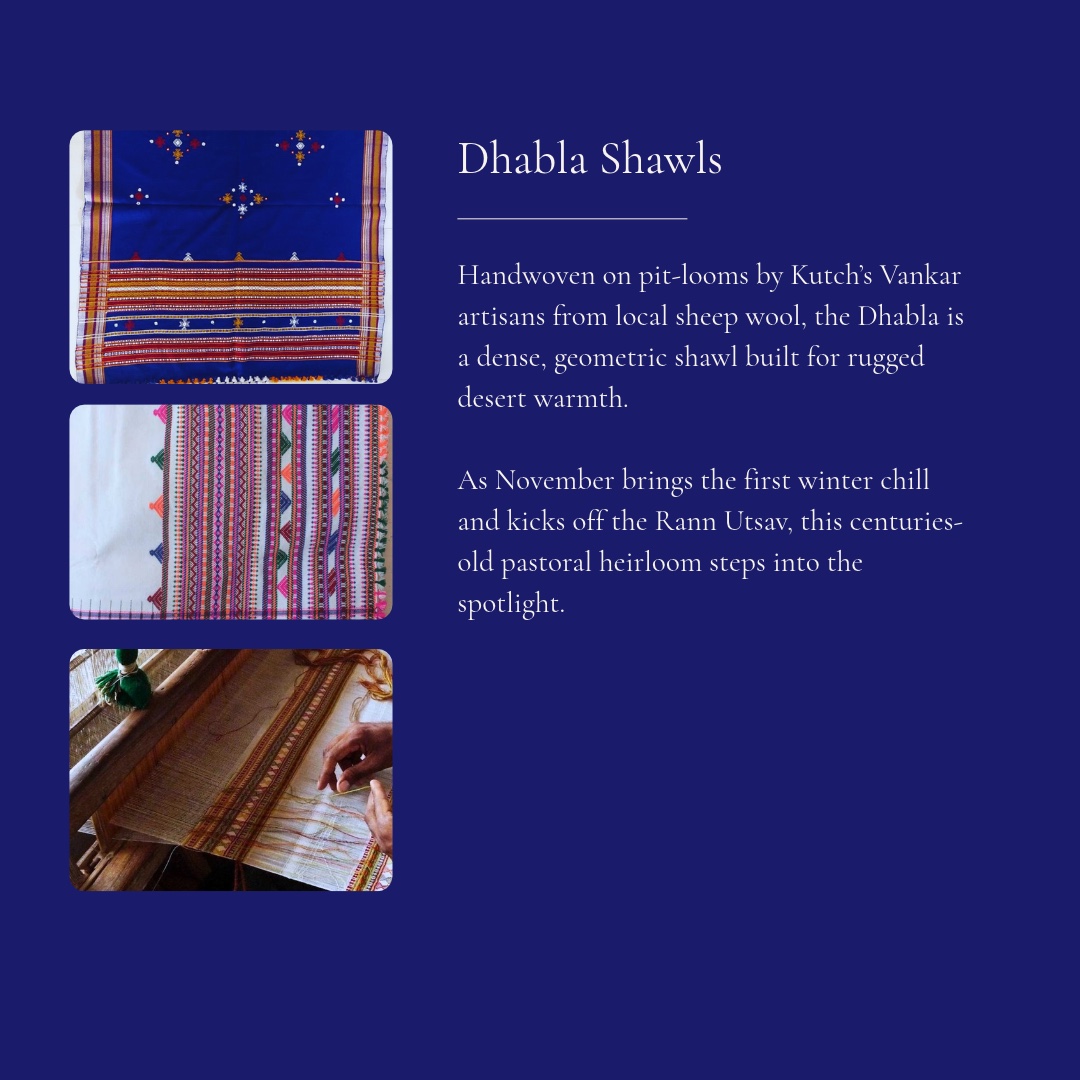 Dhabla Shawls
Handwoven on pit-looms by Kutch’s Vankar
artisans from local sheep wool, the Dhabla is
a dense, geometric shawl built for rugged
desert warmth.
As November brings the first winter chill
and kicks off the Rann Utsav, this centuries-
old pastoral heirloom steps into the
spotlight.